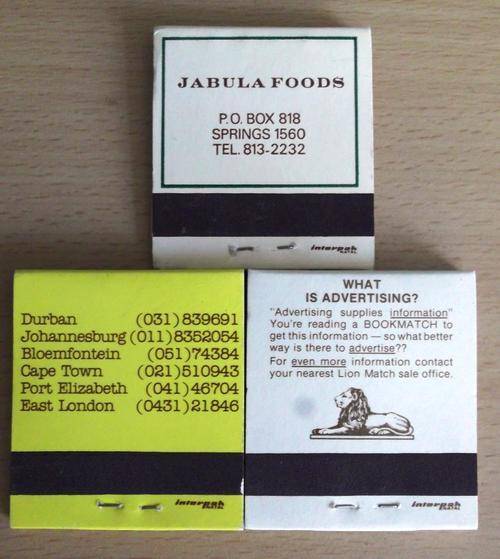 JABULA FOODS
P.O. BOX 818
SPRINGS 1560
TEL. 813-2232
interpak
Durban (031)839691
Johannesburg (011)8352054
Bloemfontein (051)74384
Cape Town (021)510943
Port Elizabeth (041)46704
East London (0431)21846
interpak
WHAT
IS ADVERTISING?
"Advertising supplies information"
You're reading a BOOKMATCH to
get this information — so what better
way is there to advertise??
For even more information contact
your nearest Lion Match sale office.
interpak